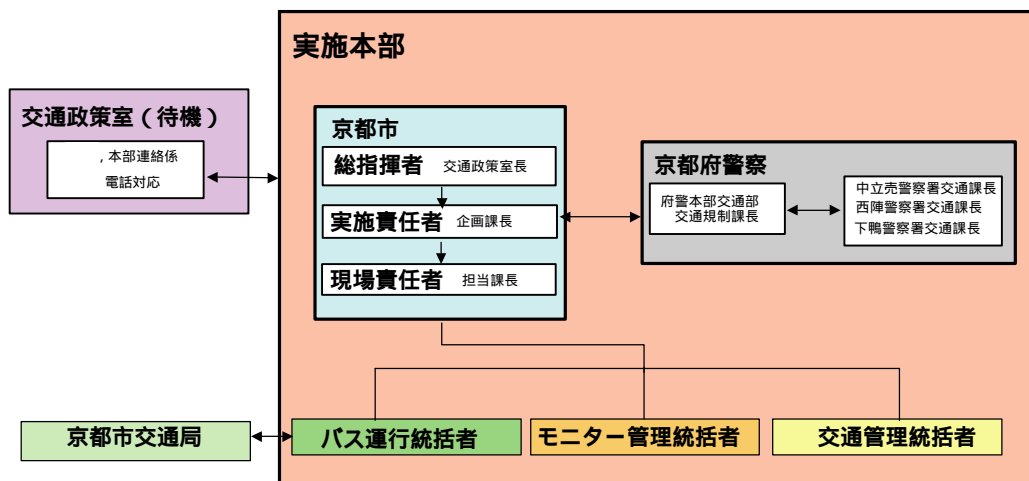 実施本部
交通政策室（待機）
, 本部連絡係
電話対応
京都市
総指揮者 交通政策室長
実施責任者 企画課長
現場責任者 担当課長
京都府警察
府警本部交通部
交通規制課長
中立売警察署交通課長
西陣警察署交通課長
下鴨警察署交通課長
京都市交通局
バス運行統括者
モニター管理統括者
交通管理統括者